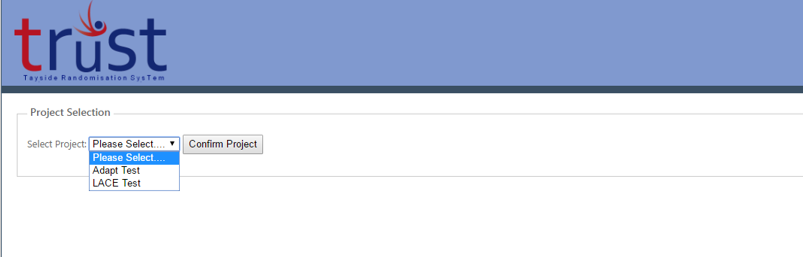 trust
Tayside Randomisation SysTem
Project Selection
Select Project: Please Select.... Confirm Project
Please Select....
Adapt Test
LACE Test